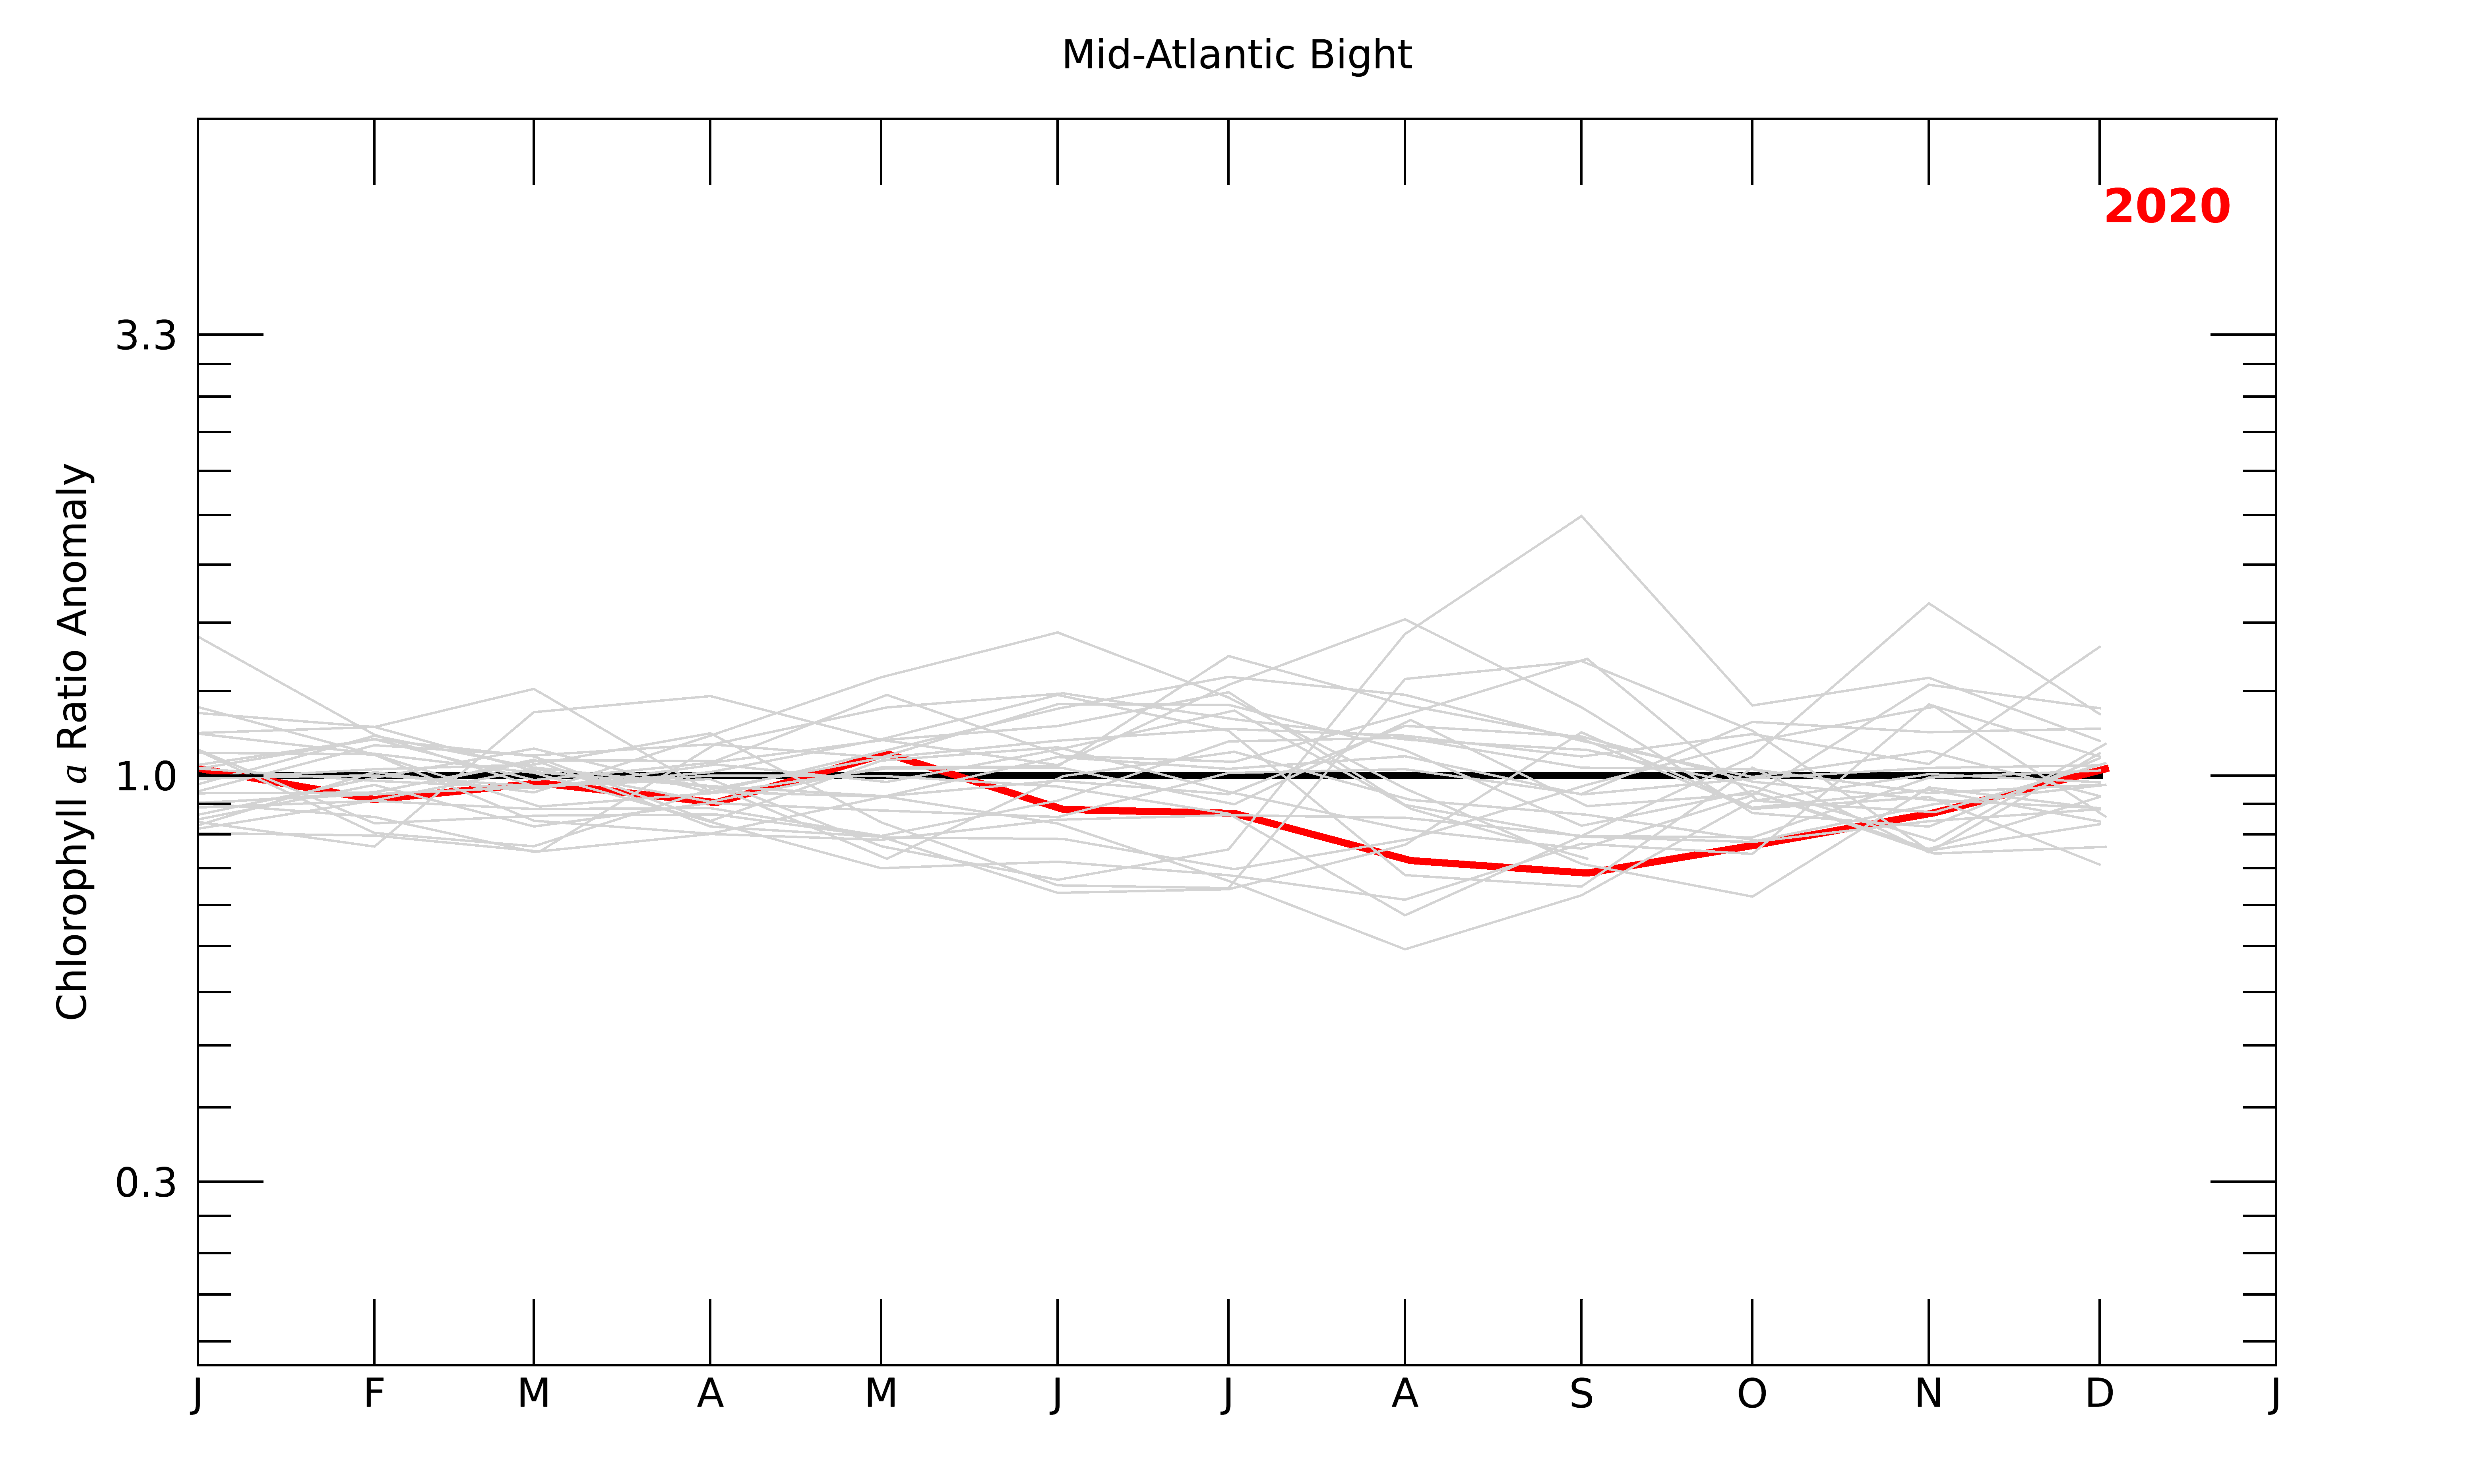 Mid-Atlantic Bight
2020
3.3
1.0
0.3
Chlorophyll a Ratio Anomaly
J F M A M J J A S O N D J